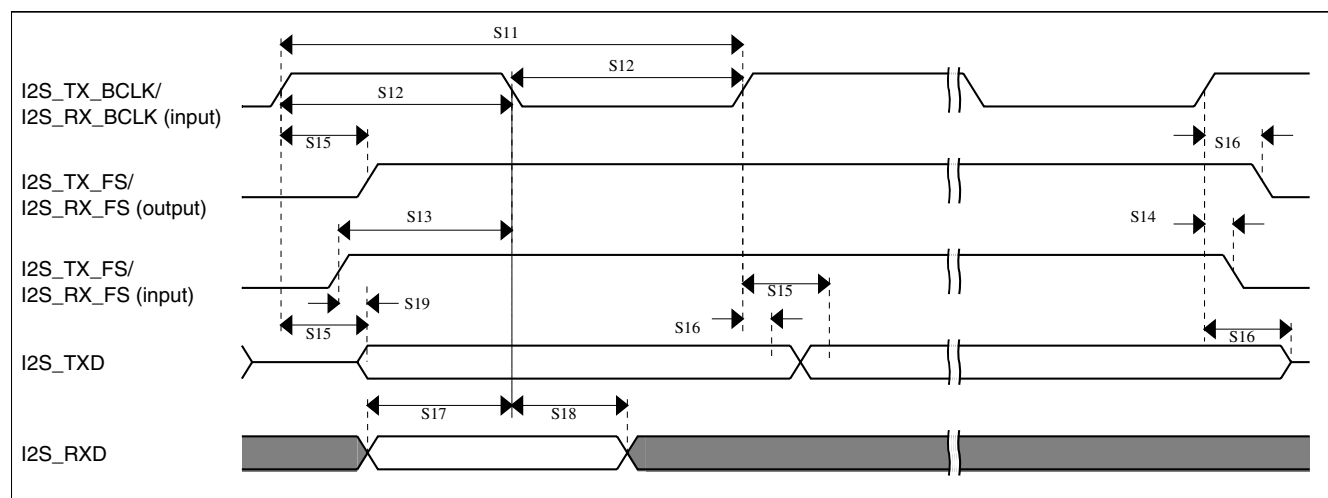 S11
I2S_TX_BCLK/
I2S_RX_BCLK (input)
S12
S12
S15
S16
I2S_TX_FS/
I2S_RX_FS (output)
S13
S14
I2S_TX_FS/
I2S_RX_FS (input)
S19
S15
S15
S16
S16
I2S_TXD
S17
S18
I2S_RXD